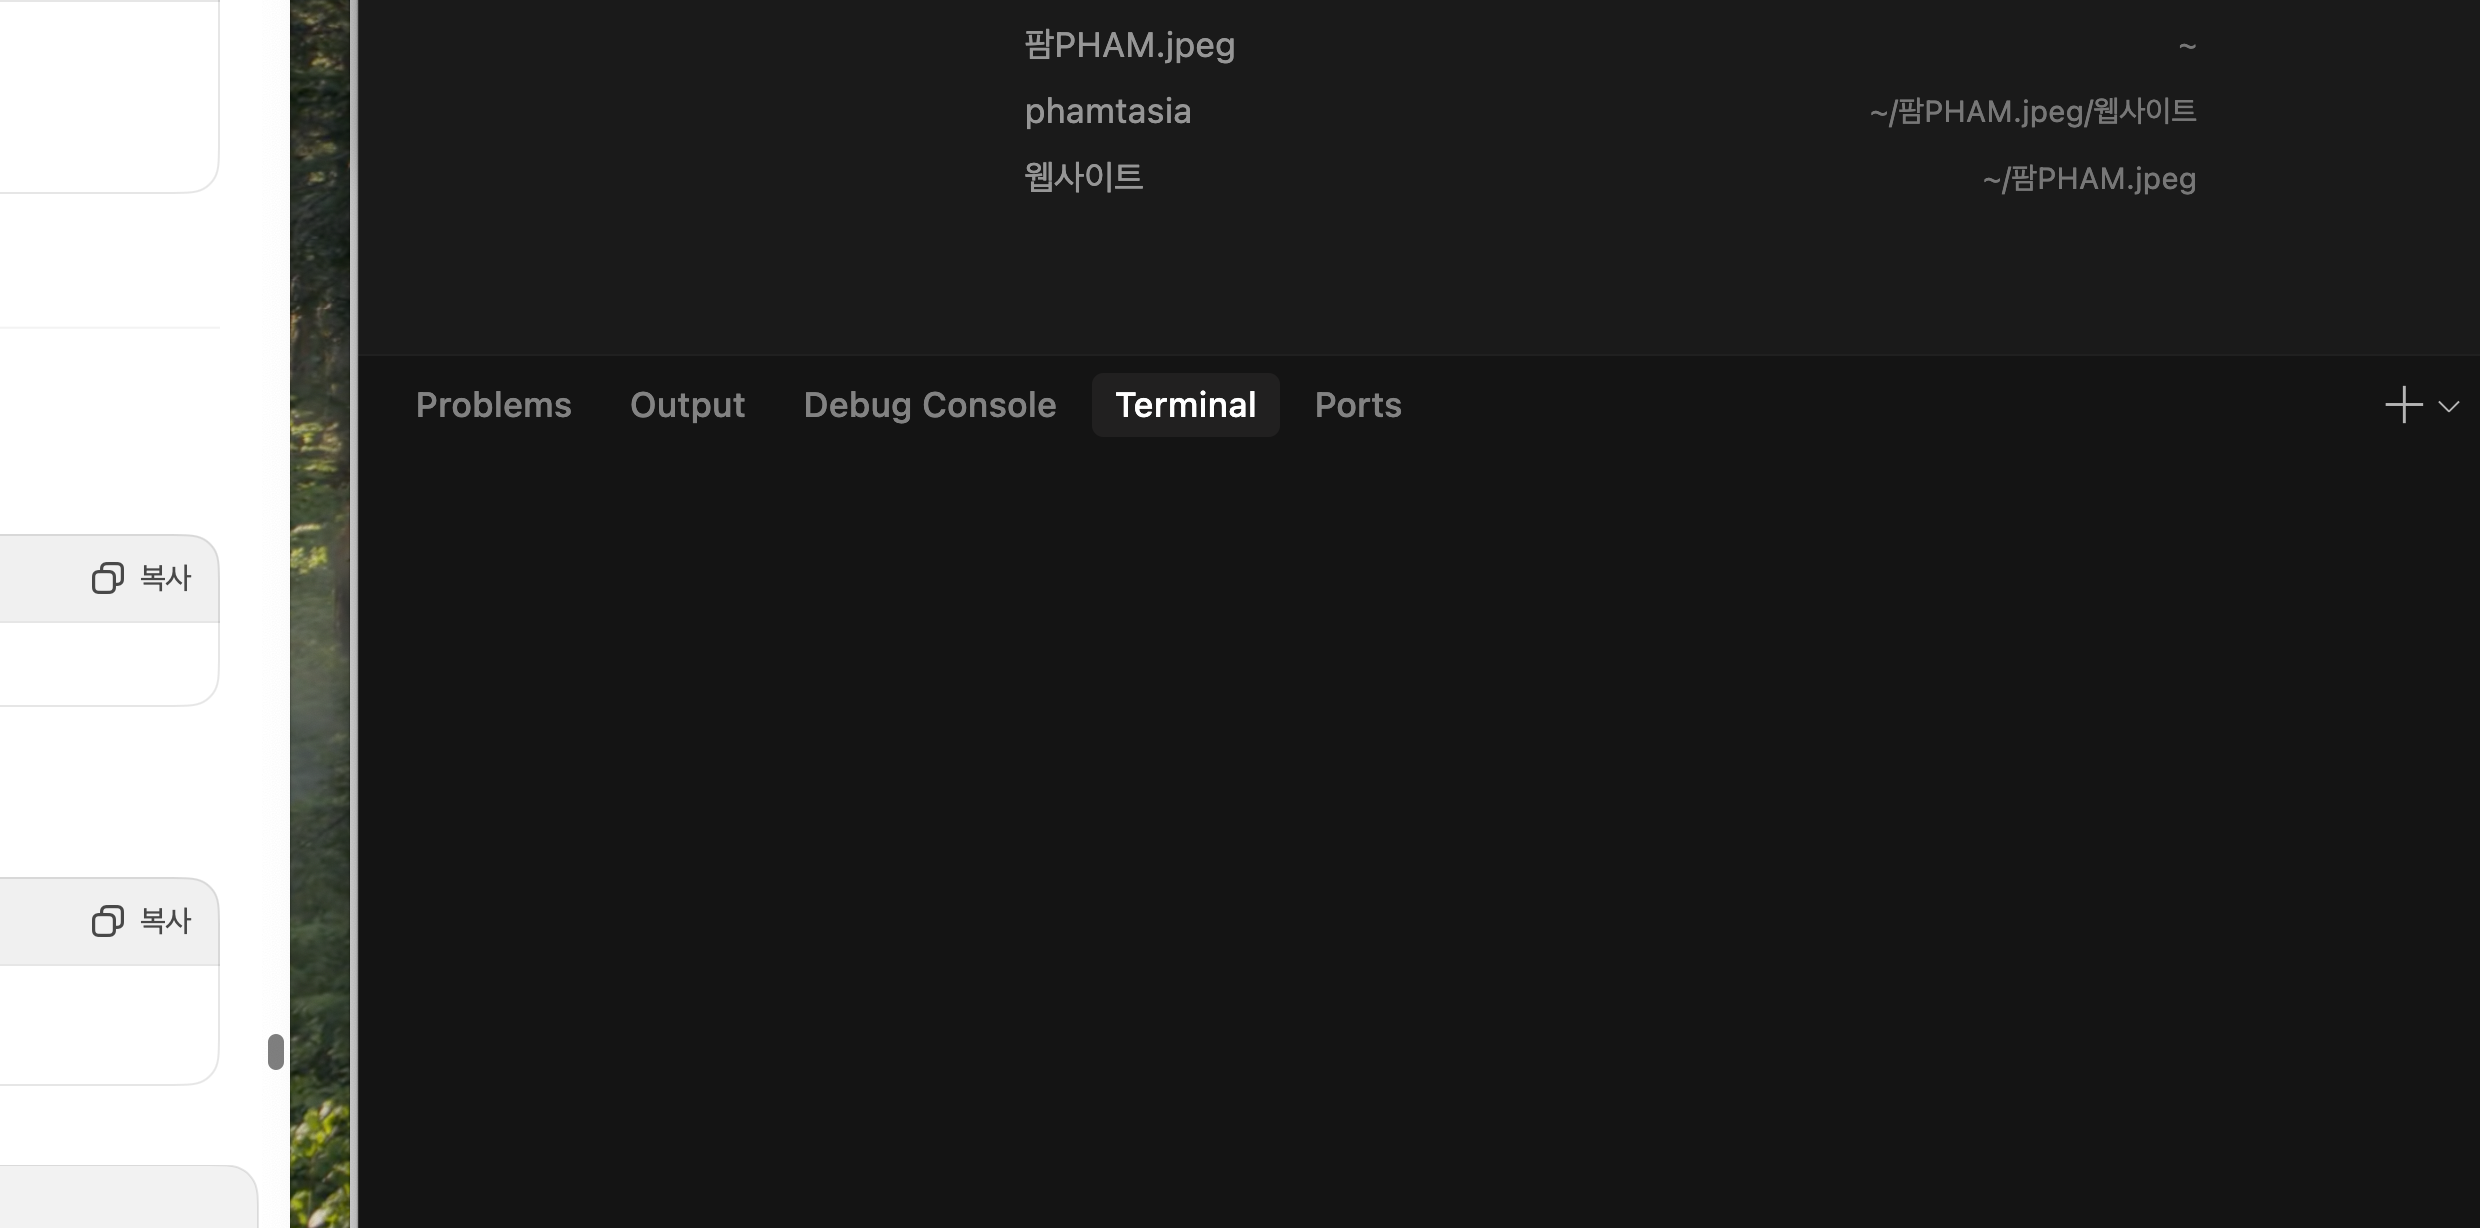 팜PHAM.jpeg ~
phamtasia ~/팜PHAM.jpeg/웹사이트
웹사이트 ~/팜PHAM.jpeg
Problems Output Debug Console Terminal Ports
복사
복사